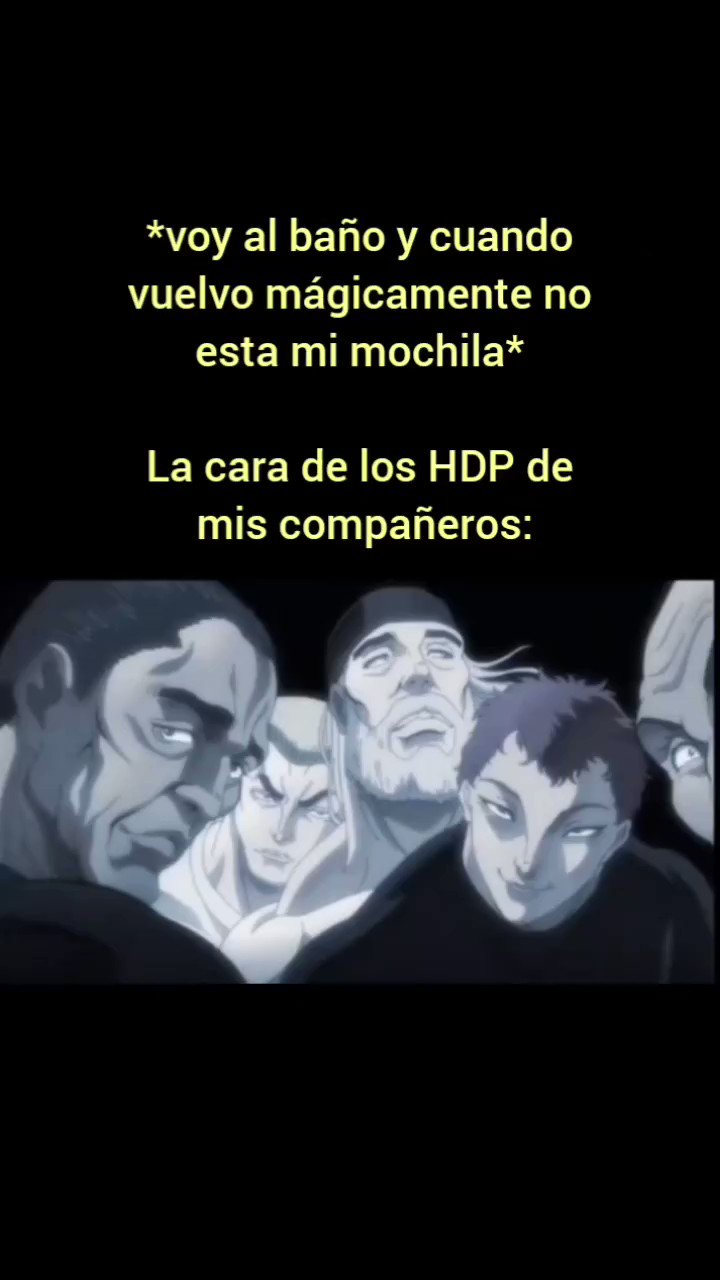 *voy al baño y cuando
vuelvo mágicamente no
esta mi mochila*
La cara de los HDP de
mis compañeros: